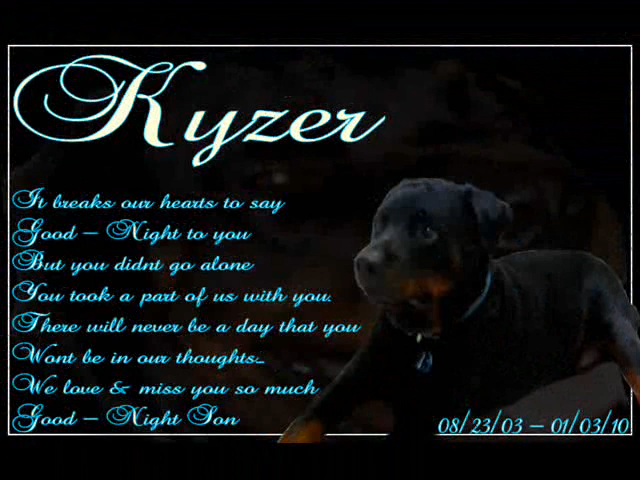 Kyzer
It breaks our hearts to say
Good - Night to you
But you didnt go alone
You took a part of us with you.
There will never be a day that you
Wont be in our thoughts...
We love & miss you so much
Good - Night Son
08/23/03 - 01/03/10